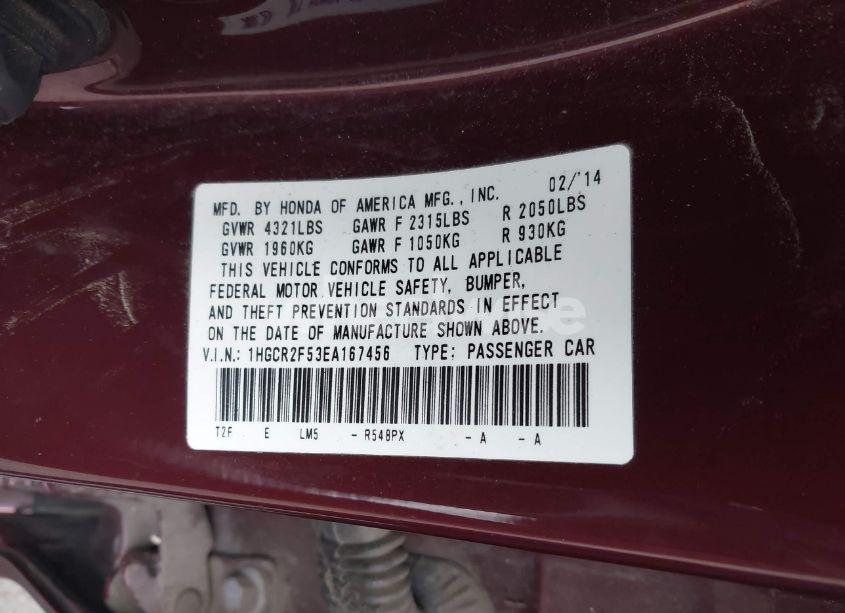 MFD. BY HONDA OF AMERICA MFG., INC. 02/'14
GVWR 4321LBS GAWR F 2315LBS R 2050LBS
GVWR 1960KG GAWR F 1050KG R 930KG
THIS VEHICLE CONFORMS TO ALL APPLICABLE
FEDERAL MOTOR VEHICLE SAFETY, BUMPER,
AND THEFT PREVENTION STANDARDS IN EFFECT
ON THE DATE OF MANUFACTURE SHOWN ABOVE.
V.I.N.: 1HGCR2F53EA167456 TYPE: PASSENGER CAR
T2F E LM5 - R548PX - A - A